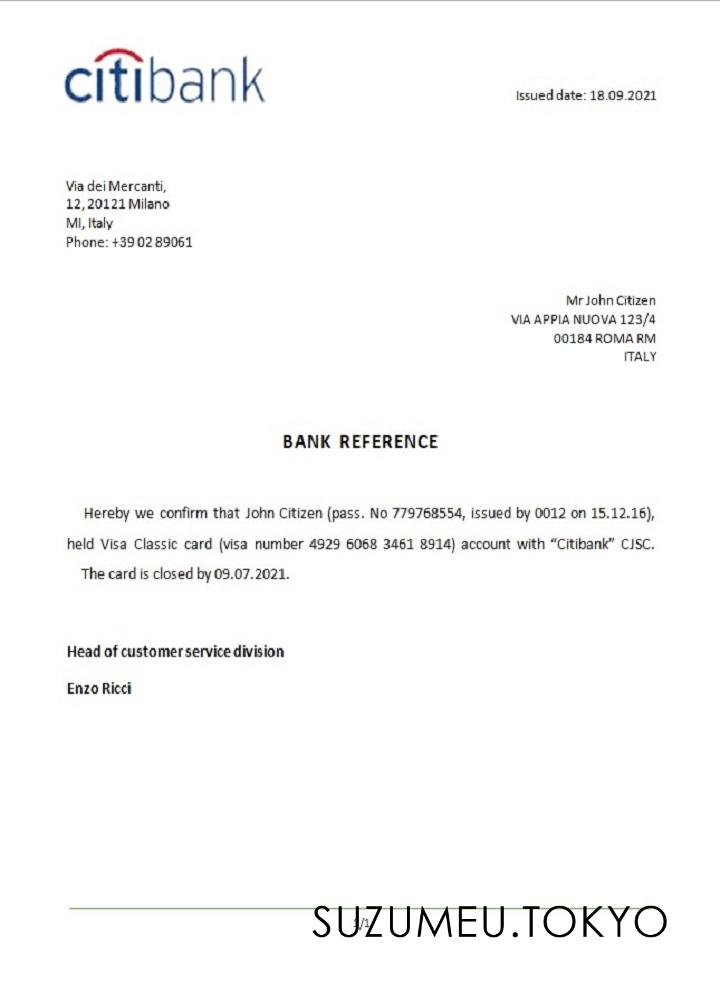 citibank
Issued date: 18.09.2021
Via dei Mercanti,
12, 20121 Milano
MI, Italy
Phone: +39 02 89061
Mr John Citizen
VIA APPIA NUOVA 123/4
00184 ROMA RM
ITALY
BANK REFERENCE
Hereby we confirm that John Citizen (pass. No 779768554, issued by 0012 on 15.12.16),
held Visa Classic card (visa number 4929 6068 3461 8914) account with “Citibank” CJSC.
The card is closed by 09.07.2021.
Head of customer service division
Enzo Ricci
1/1
SUZUMEU.TOKYO